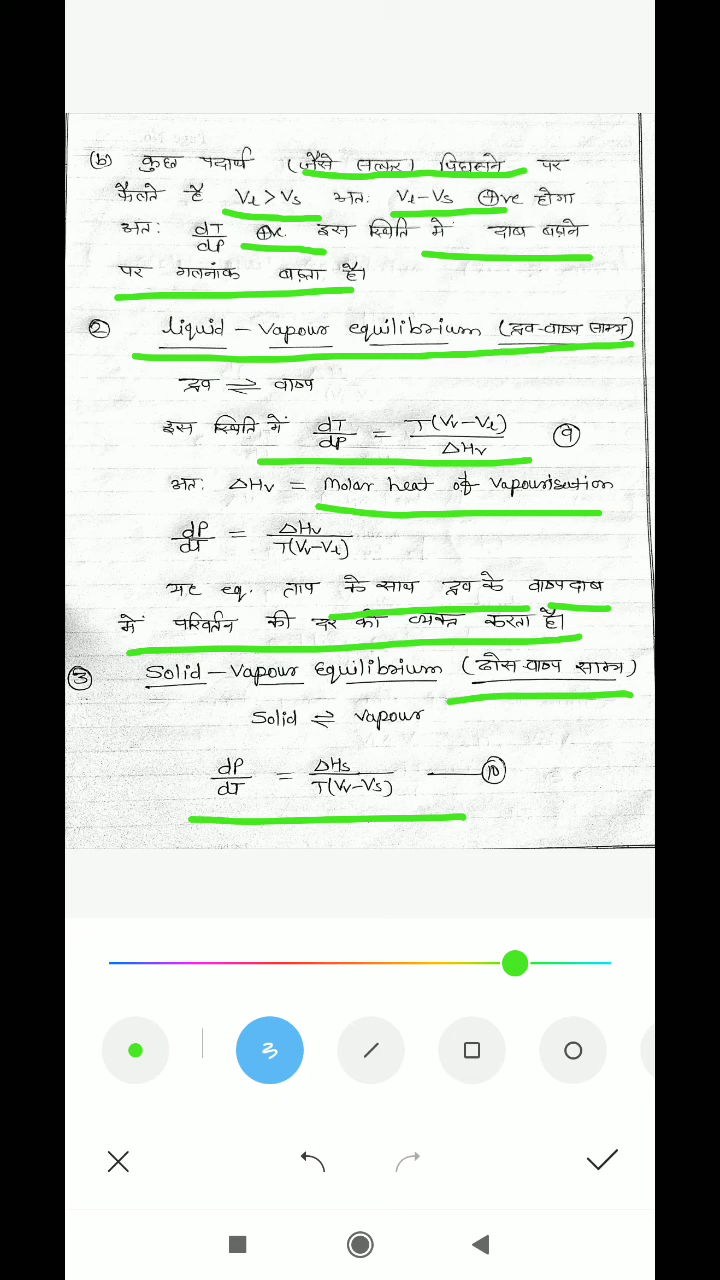 (b) कुछ पदार्थ (जैसे सल्फर) पिघलने पर
फैलते है Vl > Vs अतः Vl - Vs ⊕ve होगा
अतः dT/dP ⊕ve. इस स्थिति में दाब बढ़ाने
पर गलनांक बढ़ता है।
② liquid - Vapour equilibrium (द्रव-वाष्प साम्य)
द्रव ⇌ वाष्प
इस स्थिति में dT/dP = T(Vv - Vl)/ΔHv ⑨
अतः ΔHv = Molar heat of Vapourisation
dP/dT = ΔHv/T(Vv-Vl)
यह eq. ताप के साथ द्रव के वाष्पदाब
में परिवर्तन की दर को व्यक्त करता है।
③ Solid - Vapour Equilibrium (ठोस-वाष्प साम्य)
Solid ⇌ Vapour
dP/dT = ΔHs/T(Vv-Vs) — ⑩